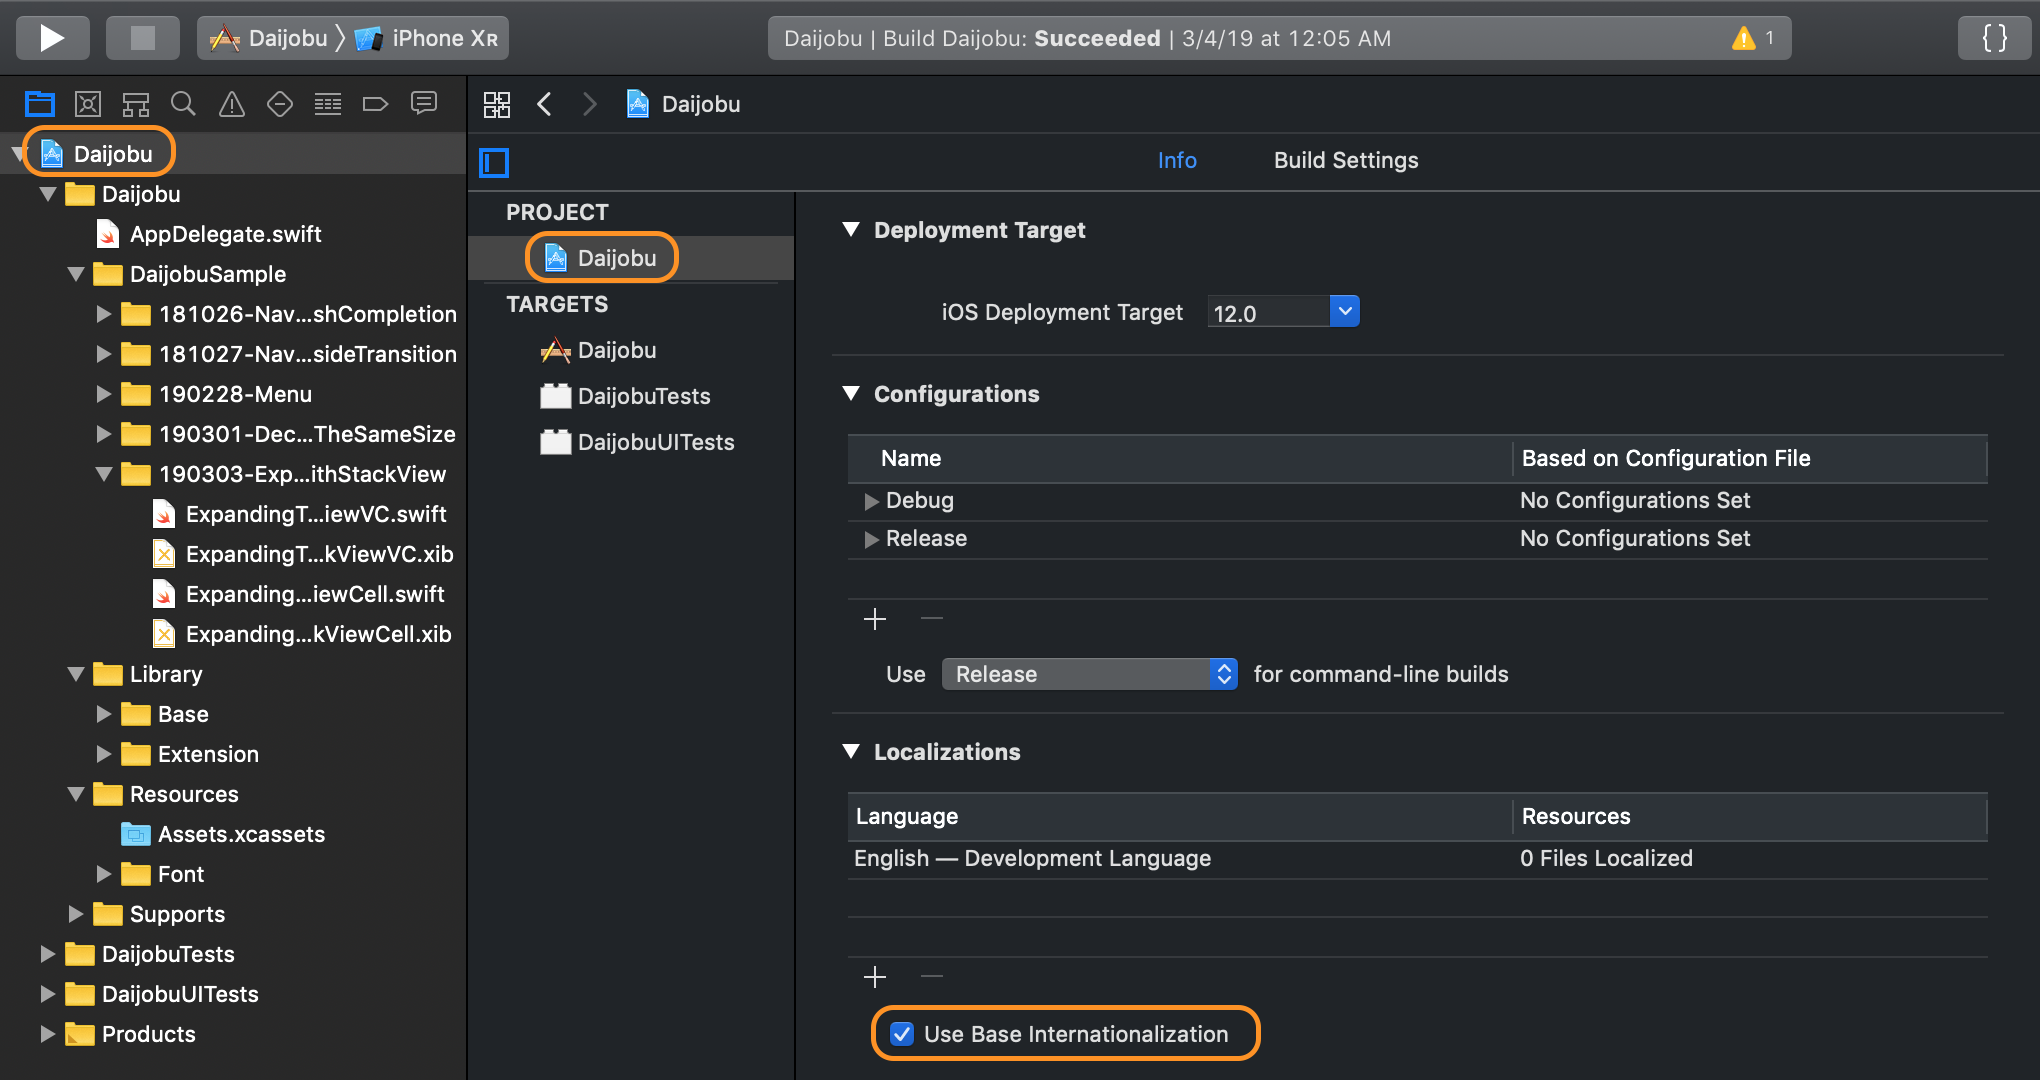 Daijobu
iPhone XR
Daijobu | Build Daijobu: Succeeded | 3/4/19 at 12:05 AM
1
{ }
Daijobu
Daijobu
Daijobu
AppDelegate.swift
DaijobuSample
181026-Nav...shCompletion
181027-Nav...sideTransition
190228-Menu
190301-Dec...TheSameSize
190303-Exp...ithStackView
ExpandingT...iewVC.swift
ExpandingT...kViewVC.xib
Expanding...iewCell.swift
Expanding...kViewCell.xib
Library
Base
Extension
Resources
Assets.xcassets
Font
Supports
DaijobuTests
DaijobuUITests
Products
Info
Build Settings
PROJECT
Daijobu
TARGETS
Daijobu
DaijobuTests
DaijobuUITests
Deployment Target
iOS Deployment Target 12.0
Configurations
Name Based on Configuration File
Debug No Configurations Set
Release No Configurations Set
Use Release for command-line builds
Localizations
Language Resources
English — Development Language 0 Files Localized
Use Base Internationalization